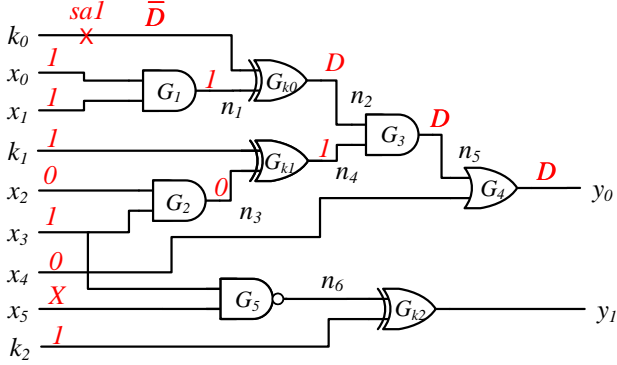 sa1 D̅
k0
x0 1
G1 1 n1
Gk0 D
n2
x1 1
G3 D
k1 1
Gk1 1 n4
n5
x2 0
G2 0 n3
G4 D y0
x3 1
x4 0
n6
x5 X
G5
Gk2 y1
k2 1